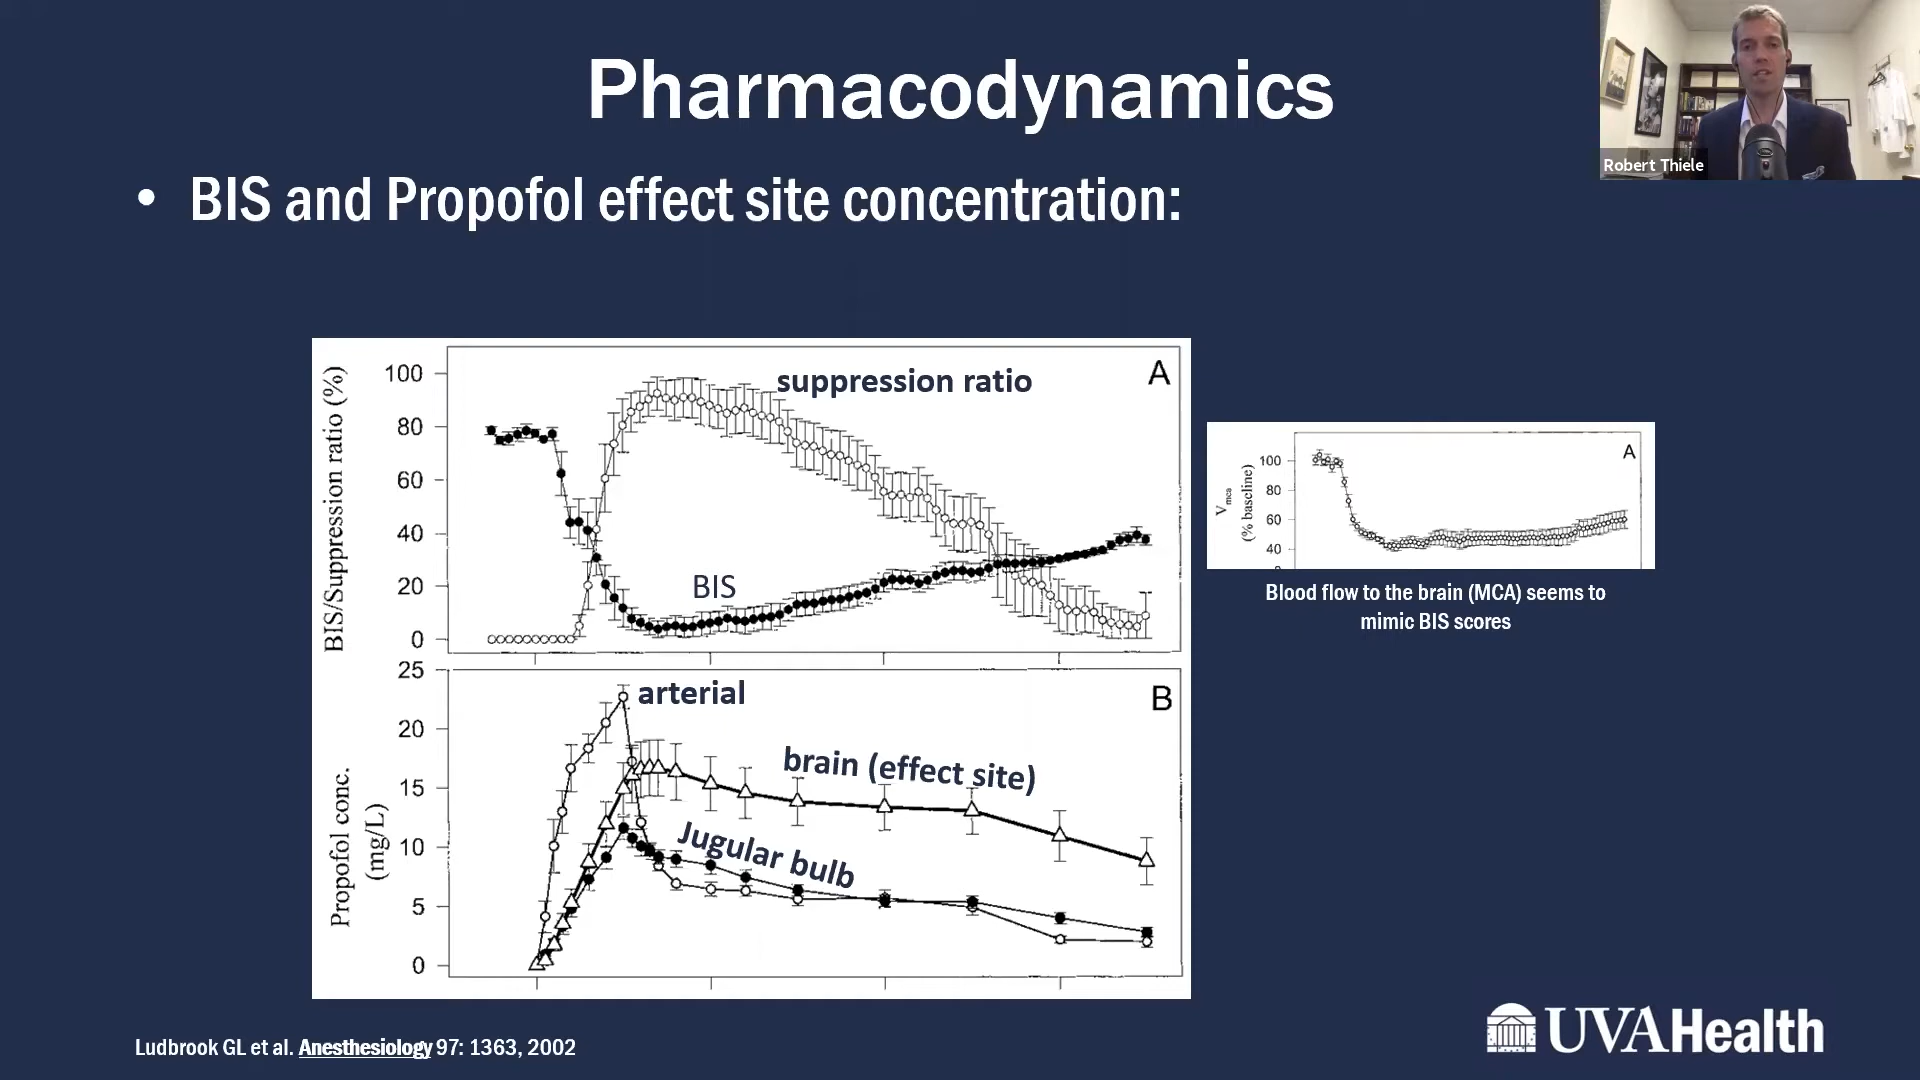 Pharmacodynamics
Robert Thiele
• BIS and Propofol effect site concentration:
BIS/Suppression ratio (%)
100
80
60
40
20
0
A
suppression ratio
BIS
Propofol conc.
(mg/L)
25
20
15
10
5
0
B
arterial
brain (effect site)
Jugular bulb
V mca
(% baseline)
100
80
60
40
A
Blood flow to the brain (MCA) seems to
mimic BIS scores
Ludbrook GL et al. Anesthesiology 97: 1363, 2002
UVAHealth